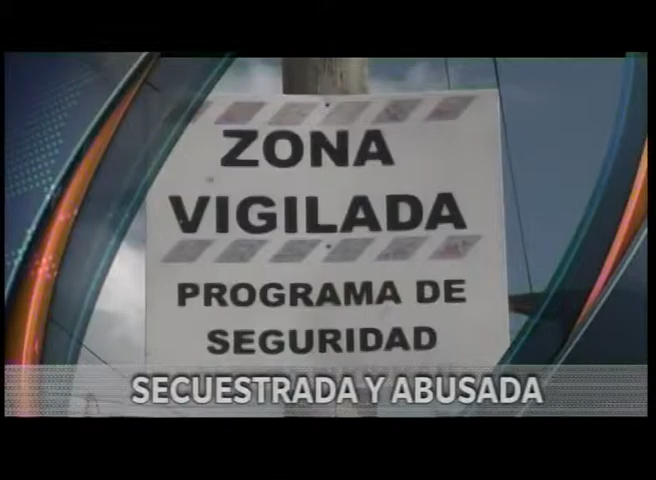 ZONA
VIGILADA
PROGRAMA DE
SEGURIDAD
SECUESTRADA Y ABUSADA